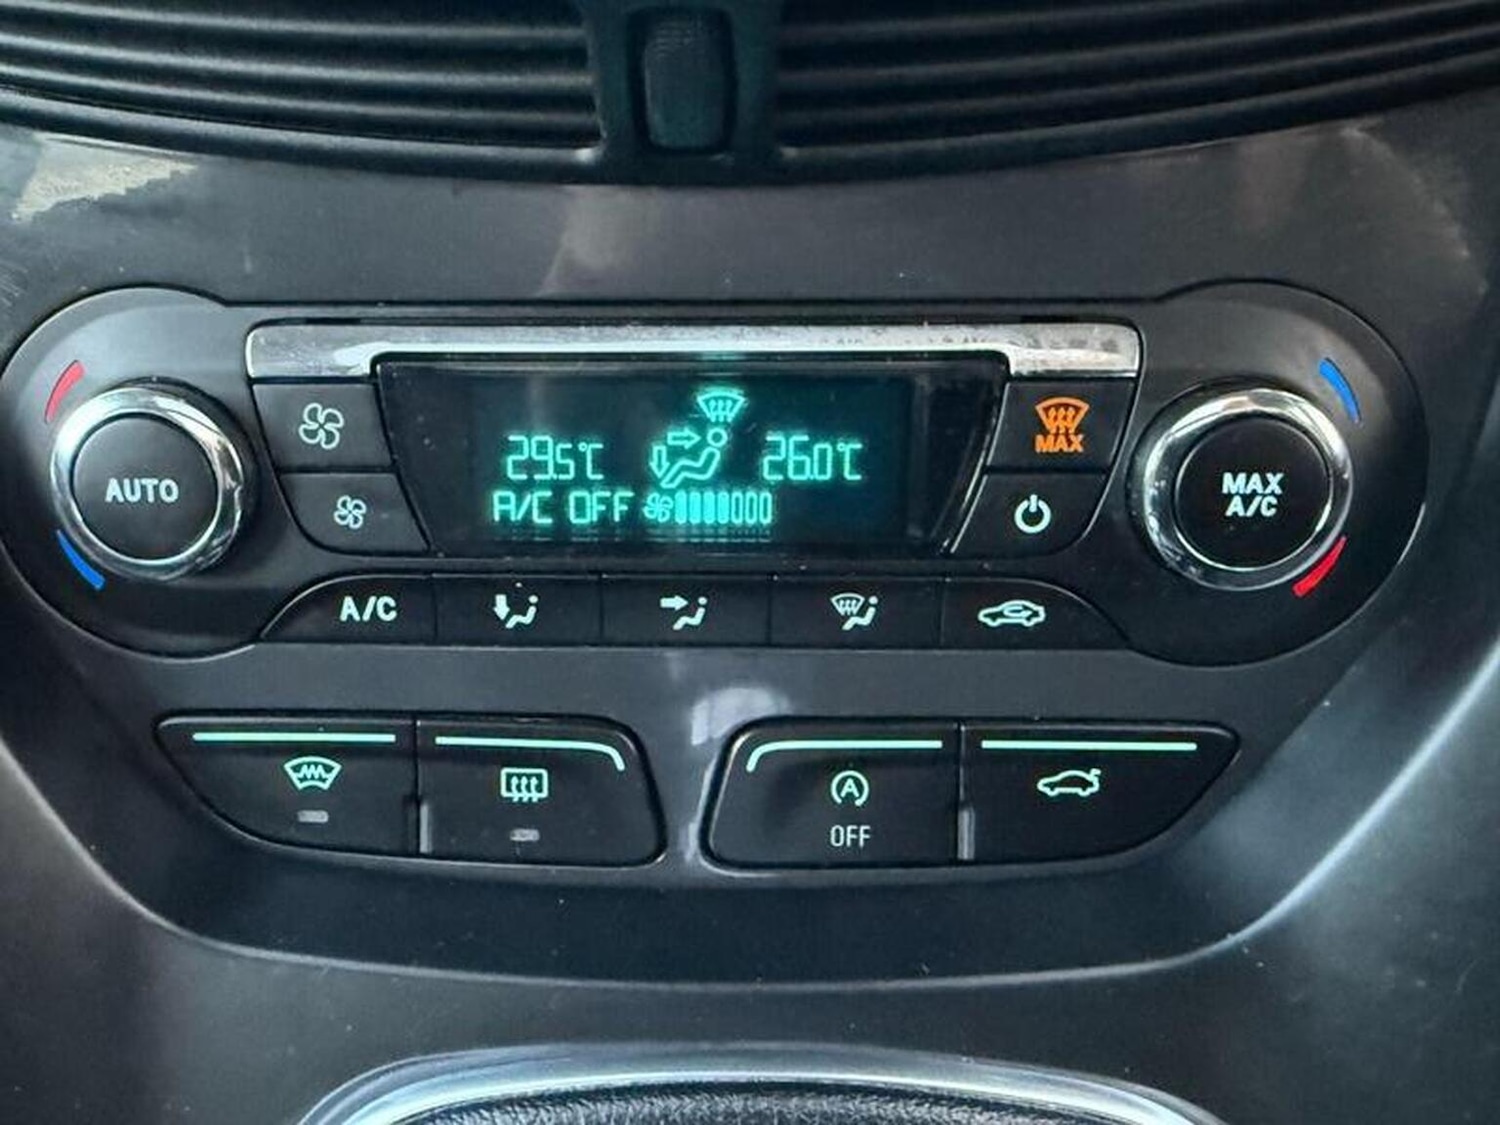 AUTO
29.5°C
26.0°C
A/C OFF
MAX
MAX
A/C
A/C
A
OFF